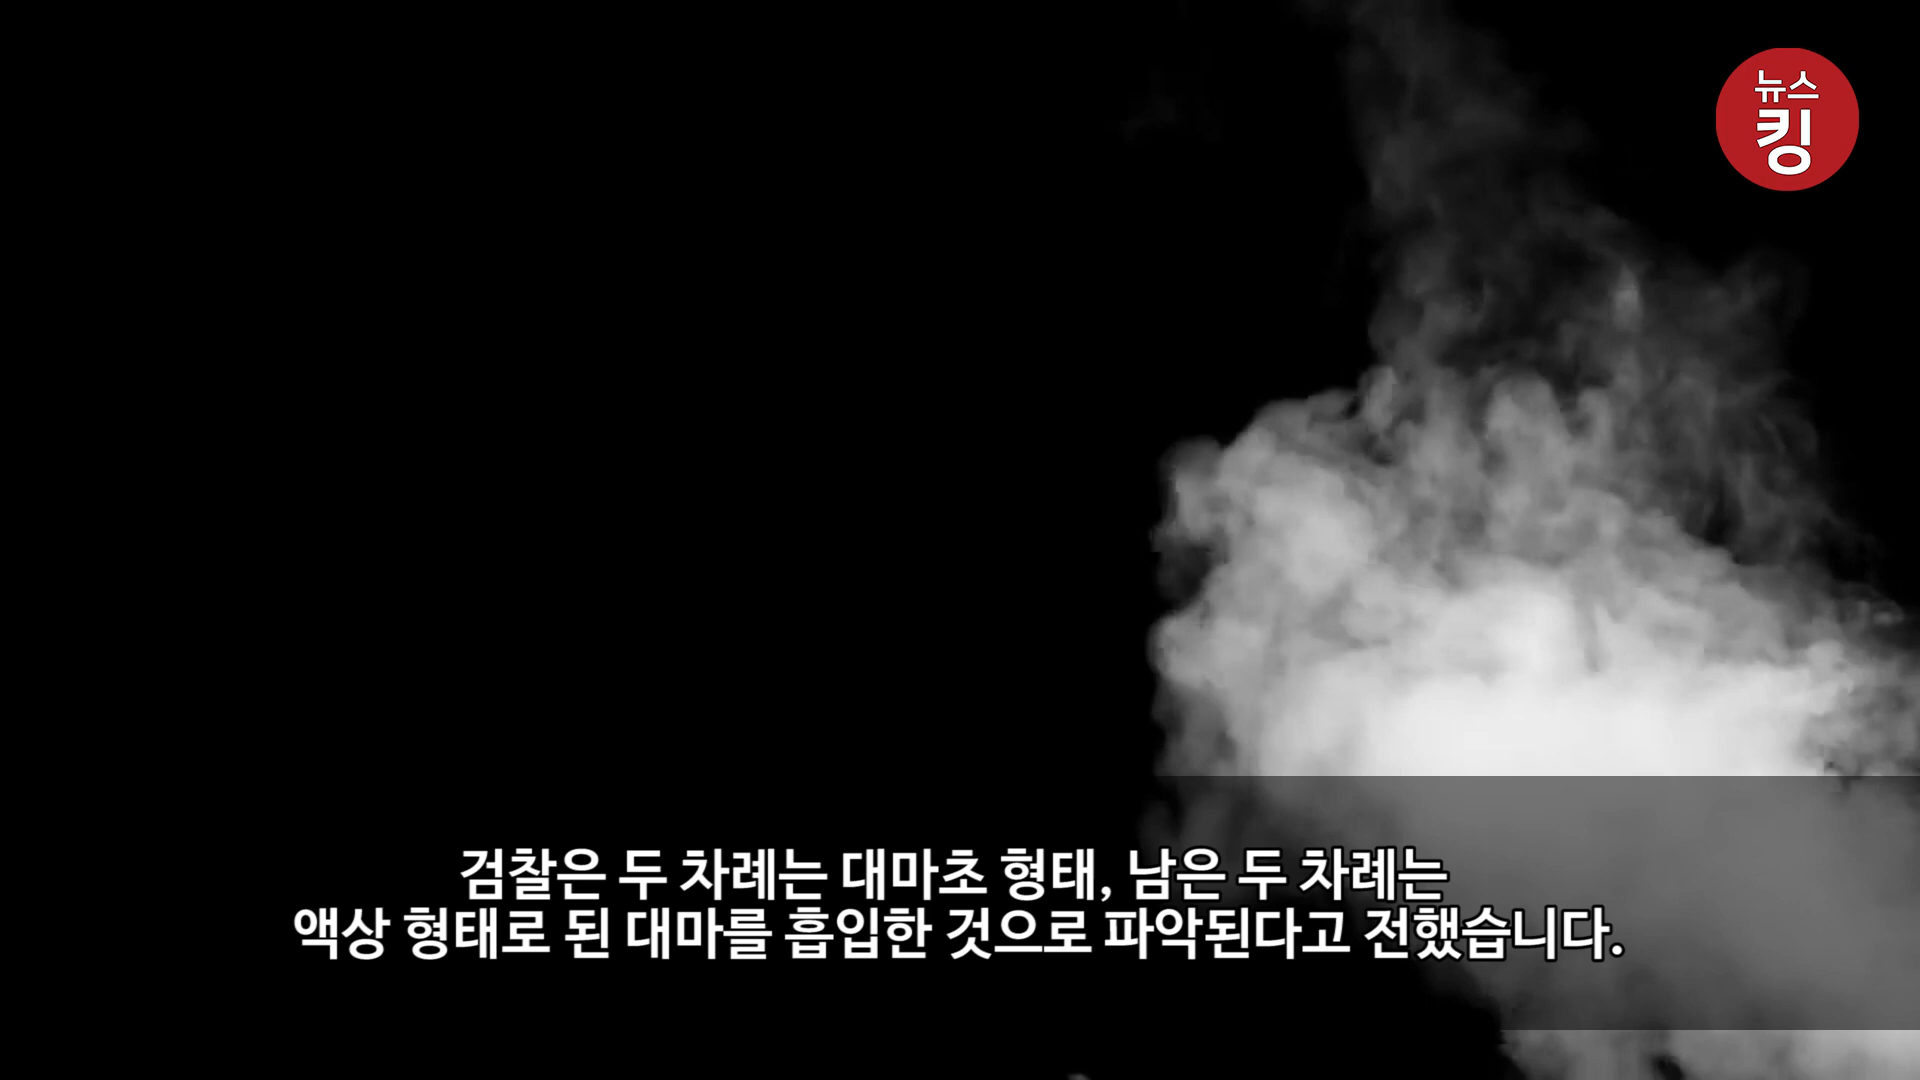 뉴스
킹
검찰은 두 차례는 대마초 형태, 남은 두 차례는
액상 형태로 된 대마를 흡입한 것으로 파악된다고 전했습니다.